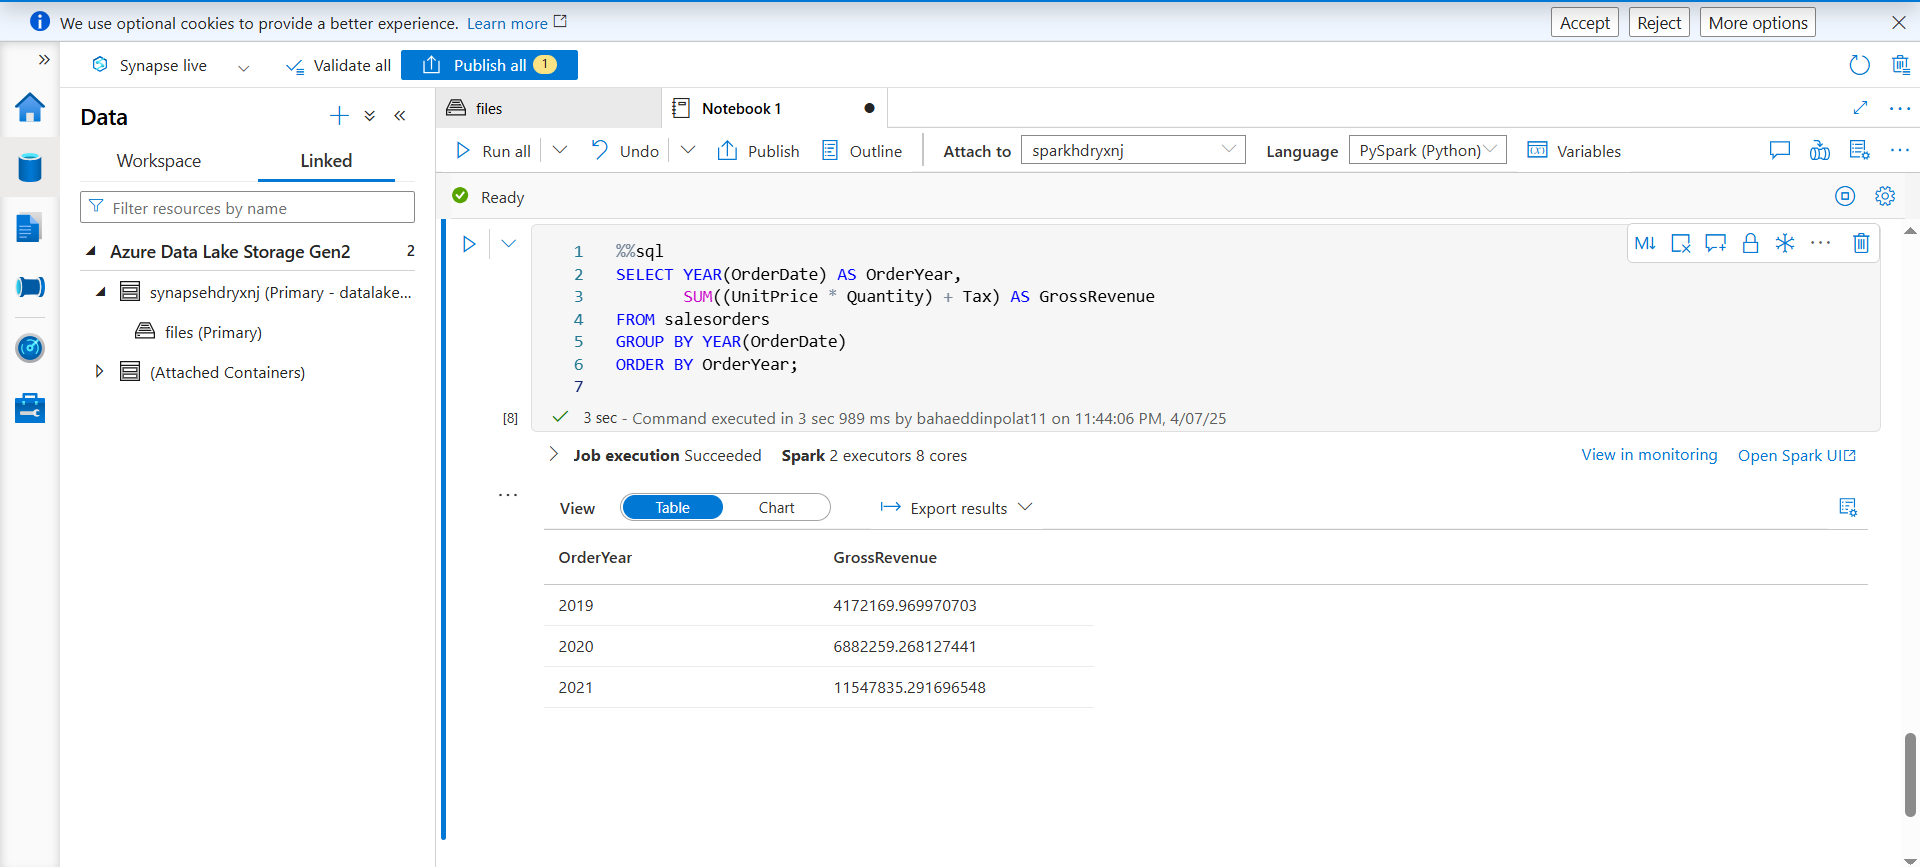 We use optional cookies to provide a better experience. Learn more
Accept
Reject
More options
Synapse live
Validate all
Publish all 1
Data
Workspace
Linked
Filter resources by name
Azure Data Lake Storage Gen2 2
synapsehdryxnj (Primary - datalake...
files (Primary)
(Attached Containers)
files
Notebook 1
Run all
Undo
Publish
Outline
Attach to sparkhdryxnj
Language PySpark (Python)
Variables
Ready
M↓
1 %%sql
2 SELECT YEAR(OrderDate) AS OrderYear,
3 SUM((UnitPrice * Quantity) + Tax) AS GrossRevenue
4 FROM salesorders
5 GROUP BY YEAR(OrderDate)
6 ORDER BY OrderYear;
7
[8] 3 sec - Command executed in 3 sec 989 ms by bahaeddinpolat11 on 11:44:06 PM, 4/07/25
Job execution Succeeded Spark 2 executors 8 cores
View in monitoring Open Spark UI
View Table Chart Export results
OrderYear GrossRevenue
2019 4172169.969970703
2020 6882259.268127441
2021 11547835.291696548